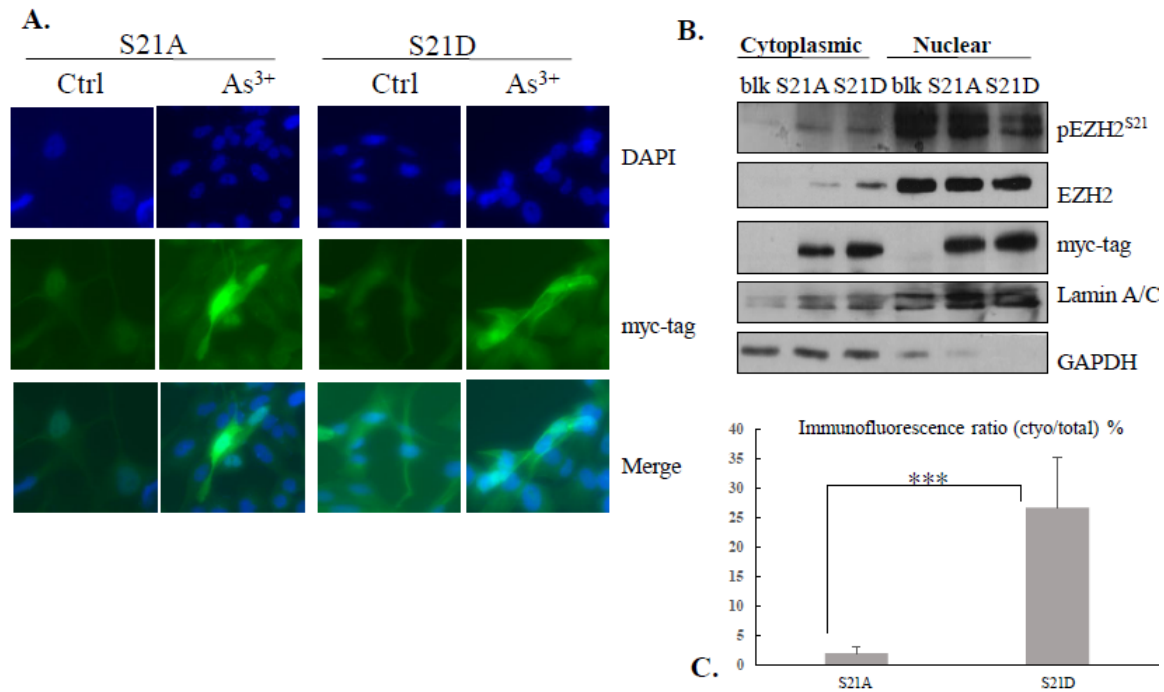 A.
S21A S21D
Ctrl As³⁺ Ctrl As³⁺
DAPI
myc-tag
Merge
B.
Cytoplasmic Nuclear
blk S21A S21D blk S21A S21D
pEZH2ˢ²¹
EZH2
myc-tag
Lamin A/C
GAPDH
Immunofluorescence ratio (ctyo/total) %
40
35
30
25
20
15
10
5
0
***
S21A S21D
C.